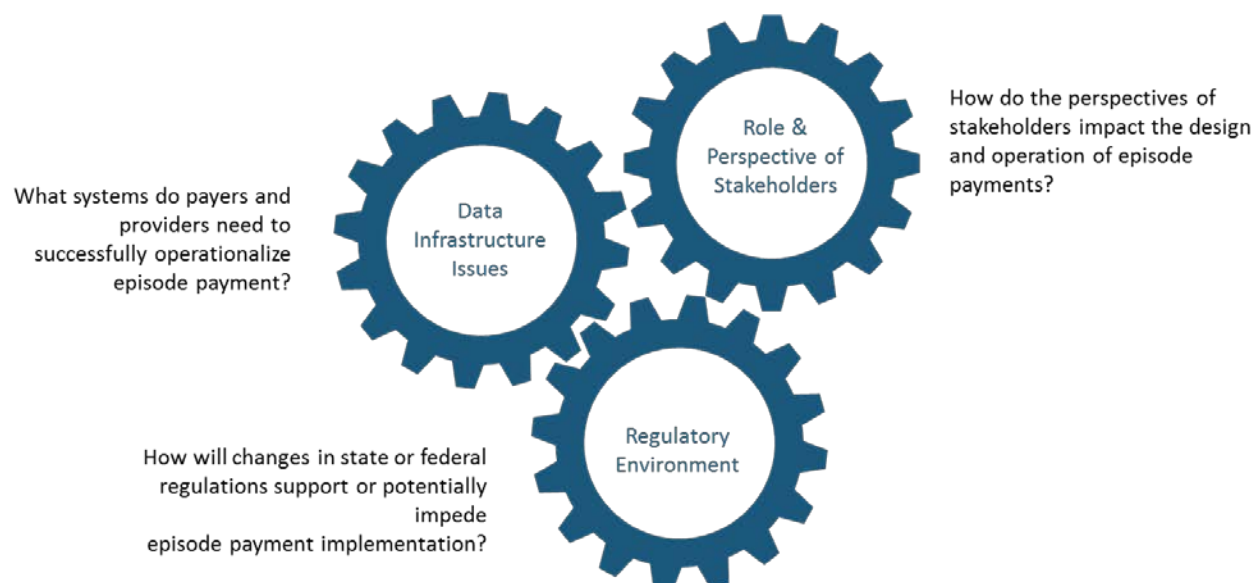 Role &
Perspective of
Stakeholders
How do the perspectives of
stakeholders impact the design
and operation of episode
payments?
What systems do payers and
providers need to
successfully operationalize
episode payment?
Data
Infrastructure
Issues
How will changes in state or federal
regulations support or potentially
impede
episode payment implementation?
Regulatory
Environment